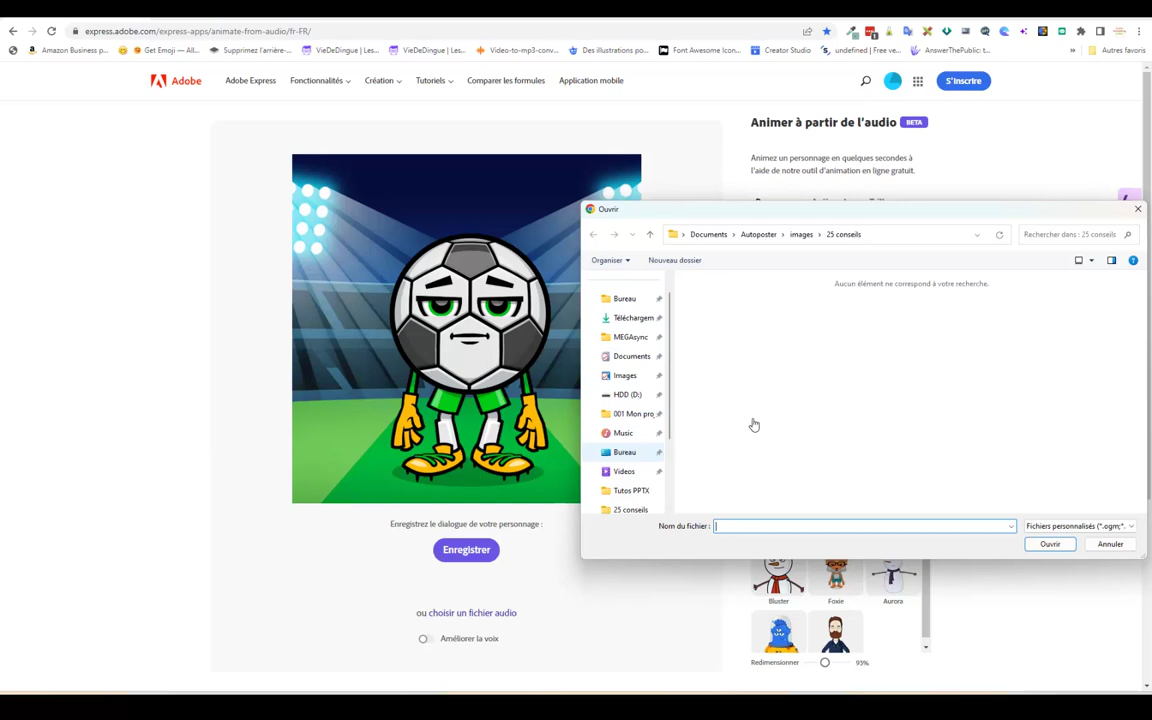 express.adobe.com/express-apps/animate-from-audio/fr-FR/
Amazon Business p... Get Emoji — All... Supprimez l'arrière-... VieDeDingue | Les... VieDeDingue | Les... Video-to-mp3-conv... Des illustrations po... Font Awesome Icon... Creator Studio undefined | Free ve... AnswerThePublic: t... » Autres favoris
Adobe Adobe Express Fonctionnalités Création Tutoriels Comparer les formules Application mobile S'inscrire
Animer à partir de l'audio BETA
Animez un personnage en quelques secondes à
l'aide de notre outil d'animation en ligne gratuit.
Ouvrir
Documents Autoposter images 25 conseils Rechercher dans : 25 conseils
Organiser Nouveau dossier
Aucun élément ne correspond à votre recherche.
Bureau
Téléchargem
MEGAsync
Documents
Images
HDD (D:)
001 Mon pro
Music
Bureau
Videos
Tutos PPTX
25 conseils
Nom du fichier : Fichiers personnalisés (*.ogm;*.
Ouvrir Annuler
Enregistrez le dialogue de votre personnage :
Enregistrer
ou choisir un fichier audio
Améliorer la voix
Bluster Foxie Aurora
Redimensionner 93%